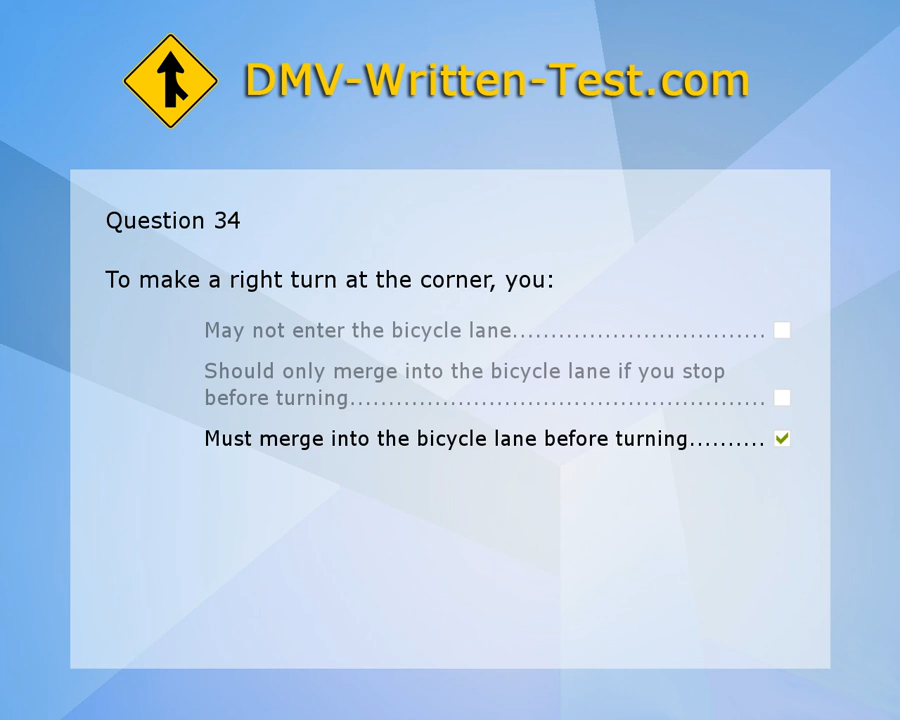 DMV-Written-Test.com
Question 34
To make a right turn at the corner, you:
May not enter the bicycle lane.................................
Should only merge into the bicycle lane if you stop
before turning......................................................
Must merge into the bicycle lane before turning..........